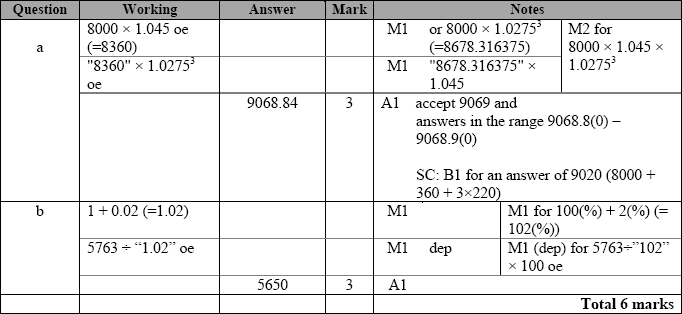 Question Working Answer Mark Notes
a 8000 × 1.045 oe (=8360) M1 or 8000 × 1.0275³ (=8678.316375) M2 for 8000 × 1.045 × 1.0275³
"8360" × 1.0275³ oe M1 "8678.316375" × 1.045
9068.84 3 A1 accept 9069 and
answers in the range 9068.8(0) –
9068.9(0)
SC: B1 for an answer of 9020 (8000 +
360 + 3×220)
b 1 + 0.02 (=1.02) M1 M1 for 100(%) + 2(%) (=
102(%))
5763 ÷ “1.02” oe M1 dep M1 (dep) for 5763÷”102”
× 100 oe
5650 3 A1
Total 6 marks